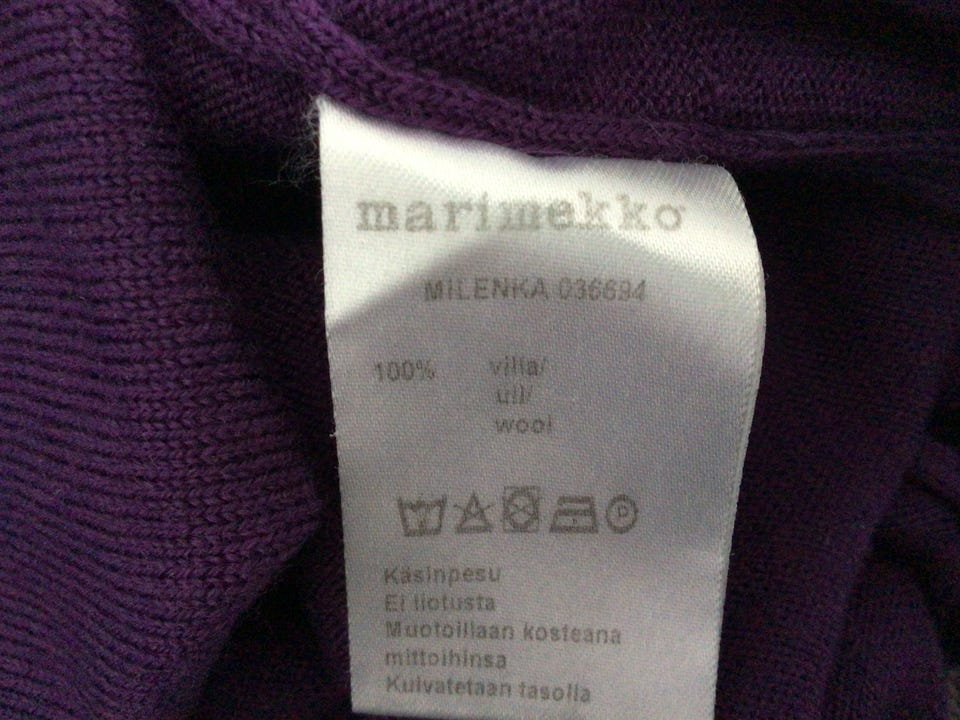 marimekko
MILENKA 036694
100% villa/
ull/
wool
P
Käsinpesu
Ei liotusta
Muotoillaan kosteana
mittoihinsa
Kuivatetaan tasolla